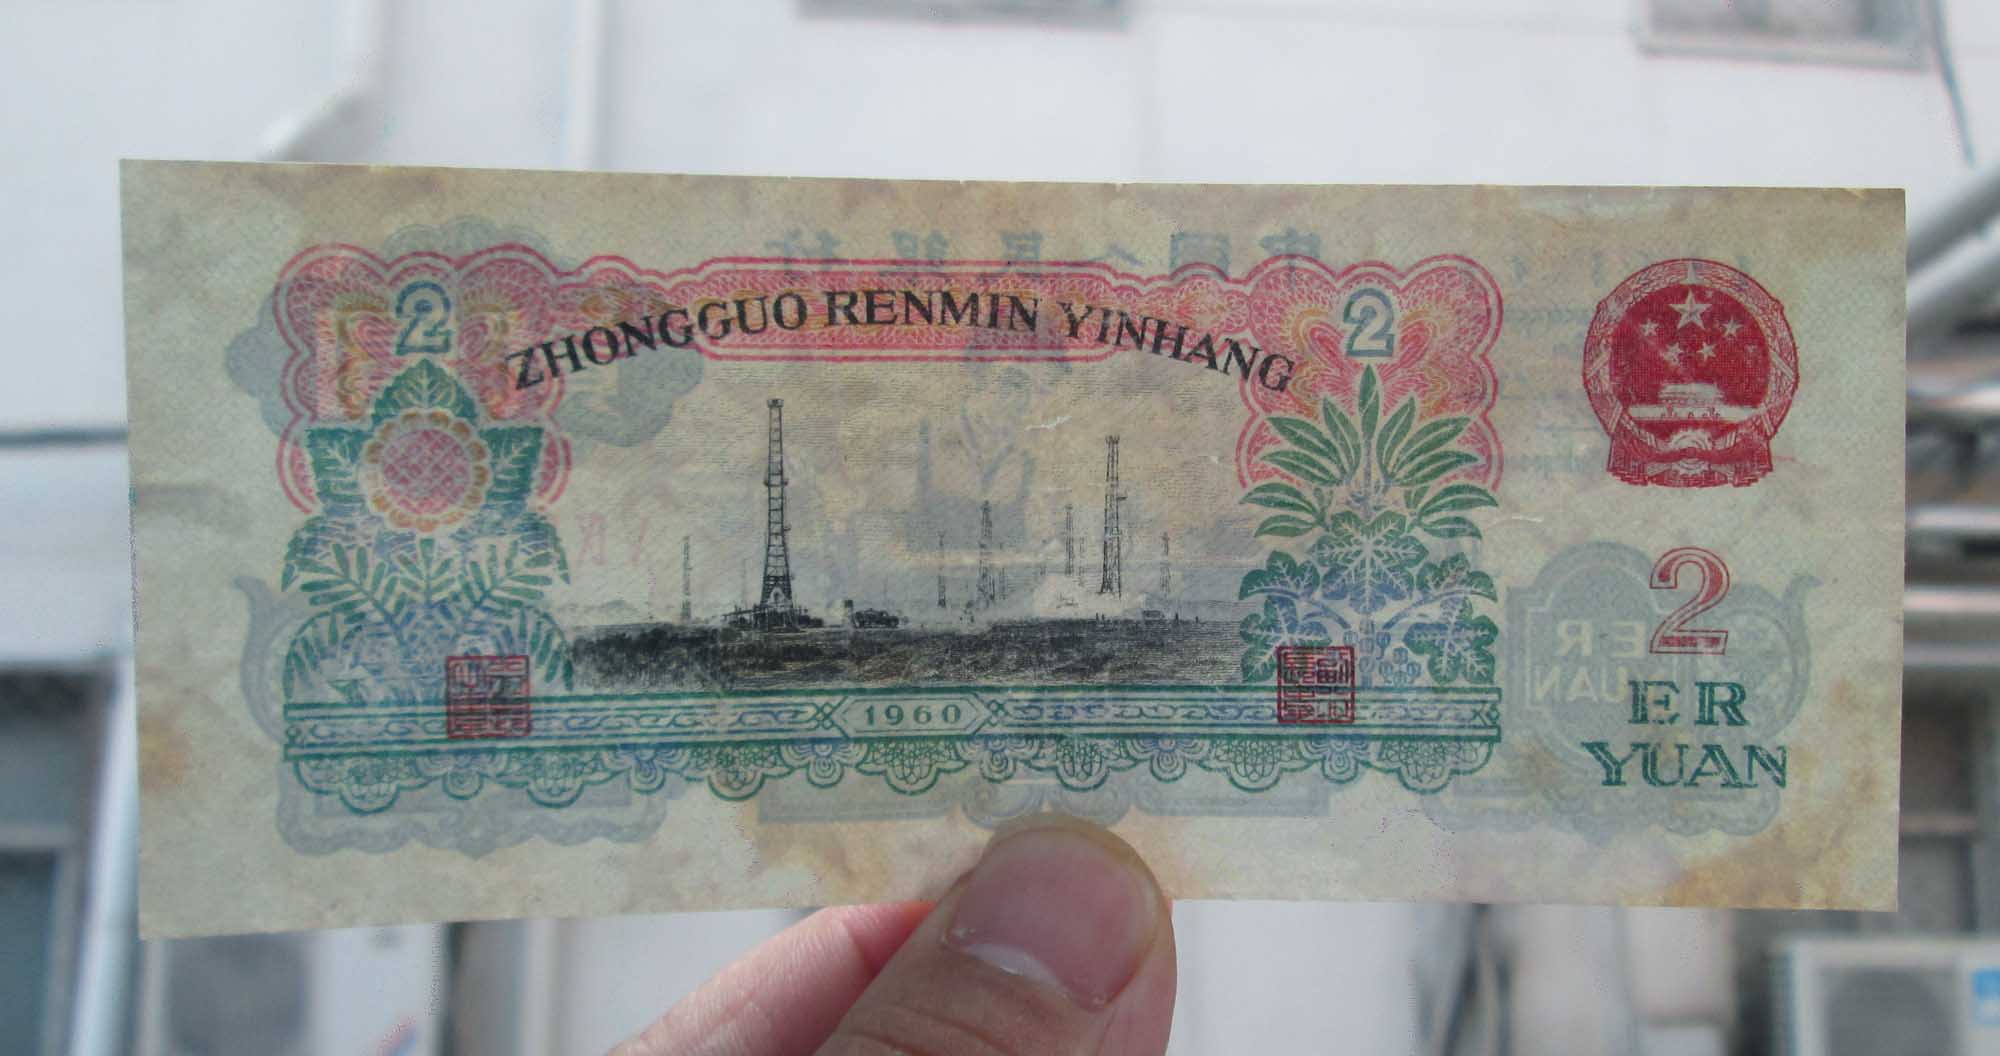 ZHONGGUO RENMIN YINHANG
2
2
2
ER
YUAN
1960